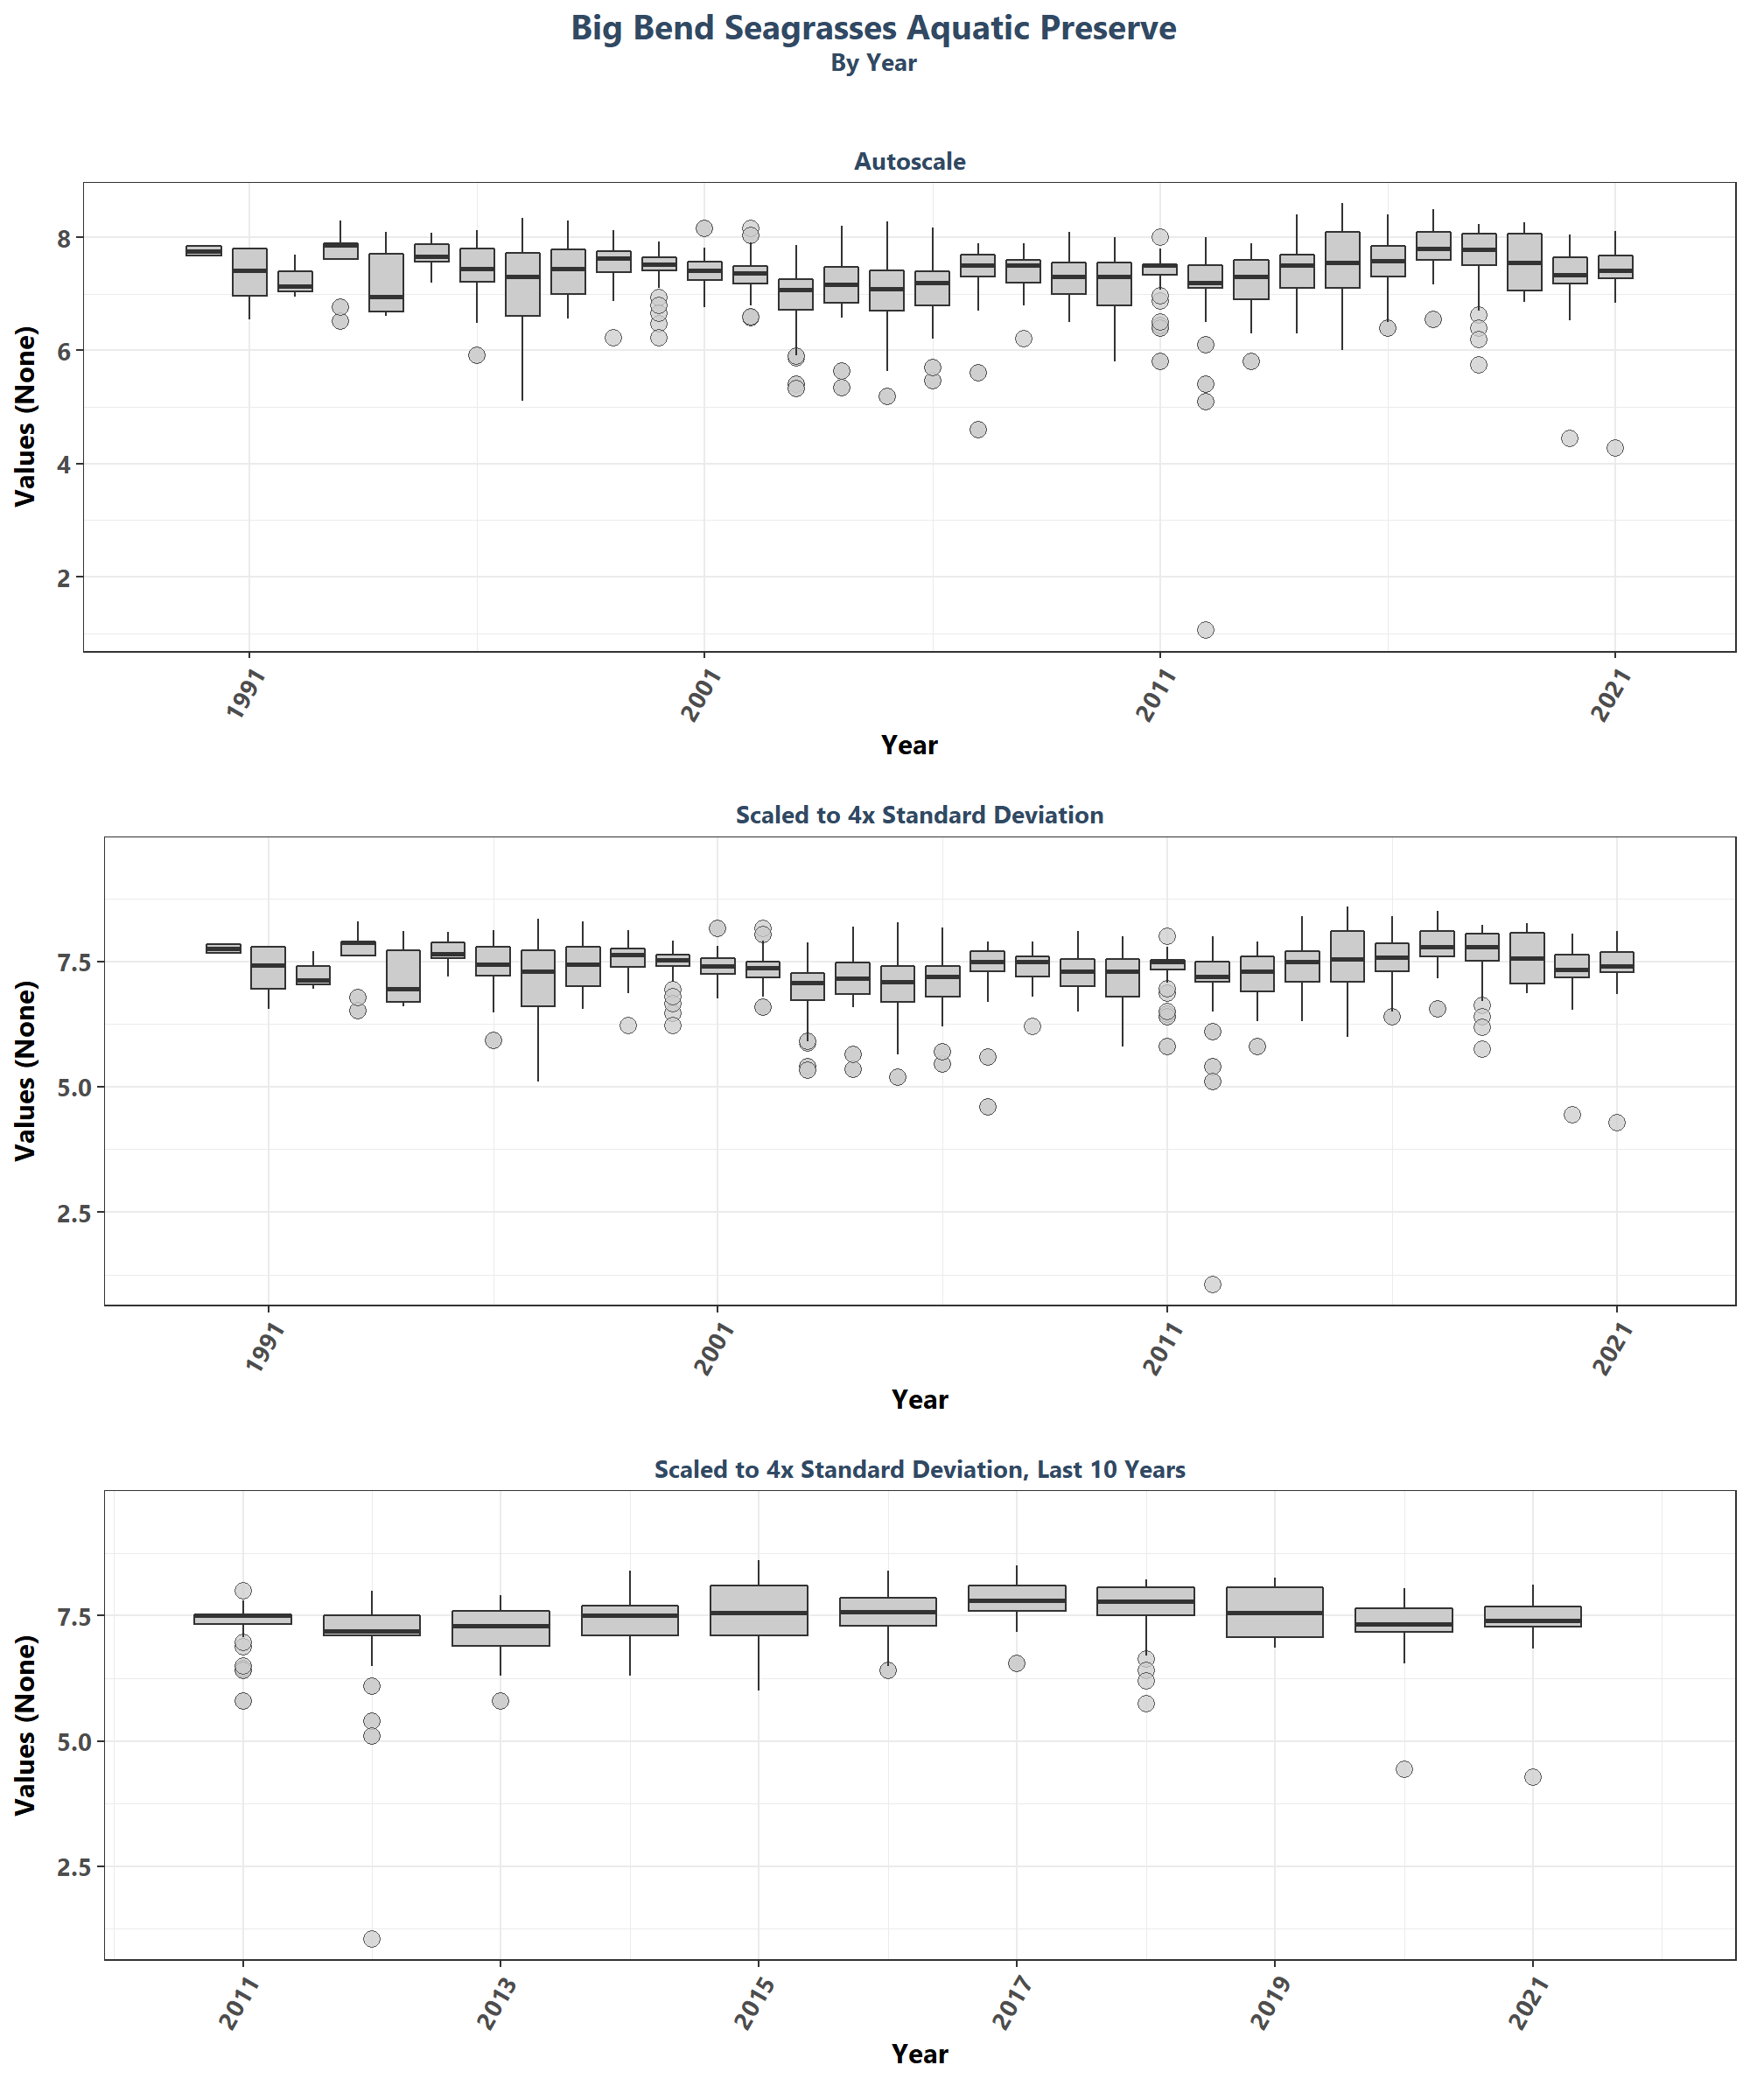 Big Bend Seagrasses Aquatic Preserve
By Year
Autoscale
Values (None)
8
6
4
2
1991
2001
2011
2021
Year
Scaled to 4x Standard Deviation
Values (None)
7.5
5.0
2.5
1991
2001
2011
2021
Year
Scaled to 4x Standard Deviation, Last 10 Years
Values (None)
7.5
5.0
2.5
2011
2013
2015
2017
2019
2021
Year